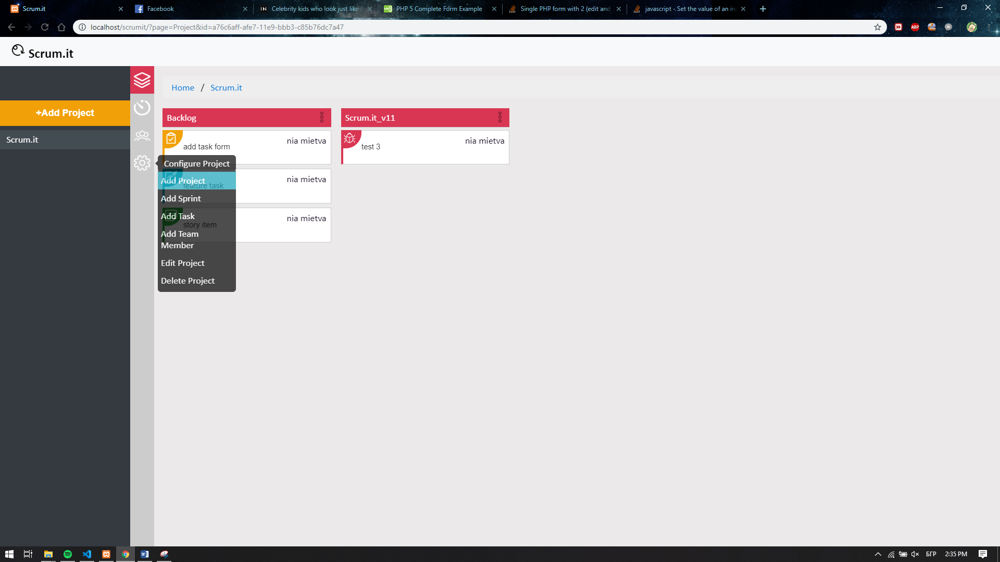 Scrum.it
Facebook
Celebrity kids who look just like
PHP 5 Complete Form Example
Single PHP form with 2 (edit and
javascript - Set the value of an in
localhost/scrumit/?page=Project&id=a76c6aff-afe7-11e9-bbb3-c85b76dc7a47
ABP
Scrum.it
+Add Project
Scrum.it
Home / Scrum.it
Backlog
add task form
nia mietva
feature task
nia mietva
story item
nia mietva
Scrum.it_v11
test 3
nia mietva
Configure Project
Add Project
Add Sprint
Add Task
Add Team
Member
Edit Project
Delete Project
БГР
2:35 PM